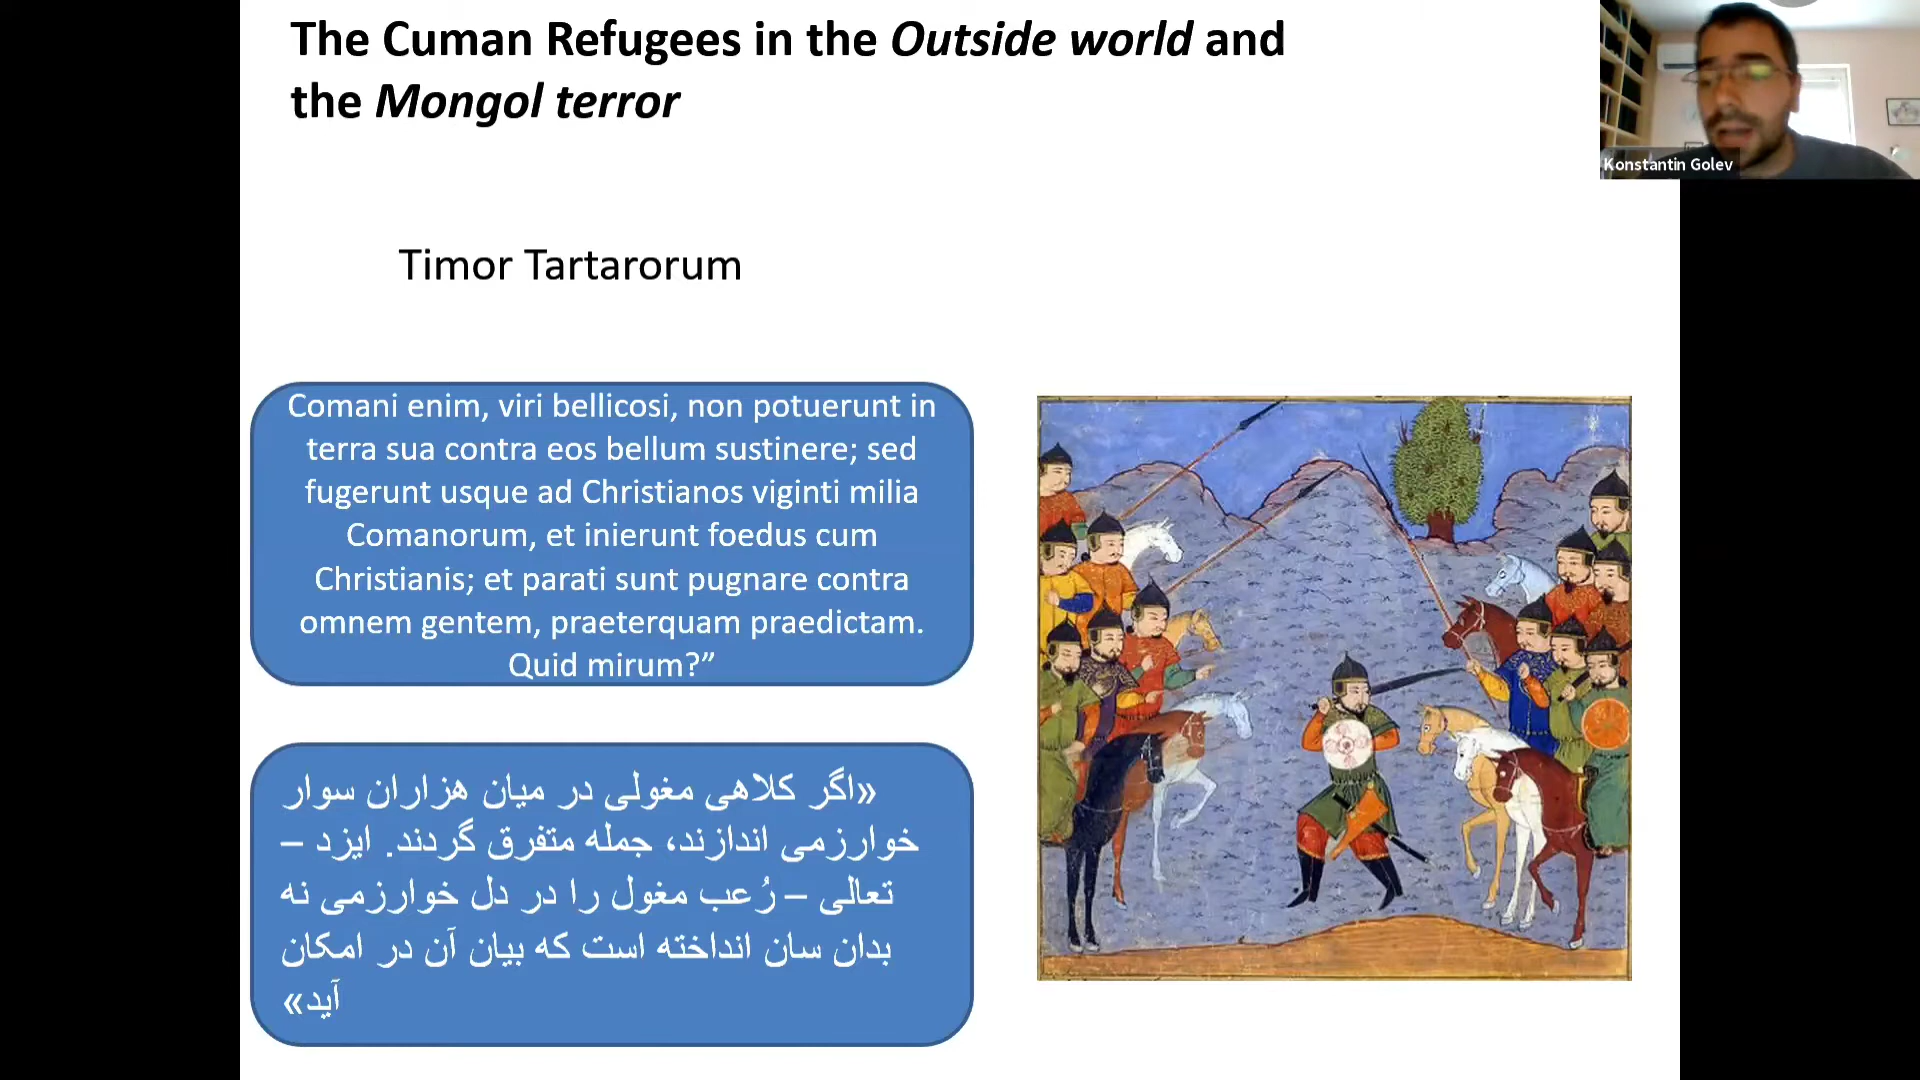 The Cuman Refugees in the Outside world and
the Mongol terror
Konstantin Golev
Timor Tartarorum
Comani enim, viri bellicosi, non potuerunt in
terra sua contra eos bellum sustinere; sed
fugerunt usque ad Christianos viginti milia
Comanorum, et inierunt foedus cum
Christianis; et parati sunt pugnare contra
omnem gentem, praeterquam praedictam.
Quid mirum?”
«اگر کلاهی مغولی در میان هزاران سوار
خوارزمی اندازند، جمله متفرق گردند. ایزد –
تعالی – رُعب مغول را در دل خوارزمی نه
بدان سان انداخته است که بیان آن در امکان
آید»